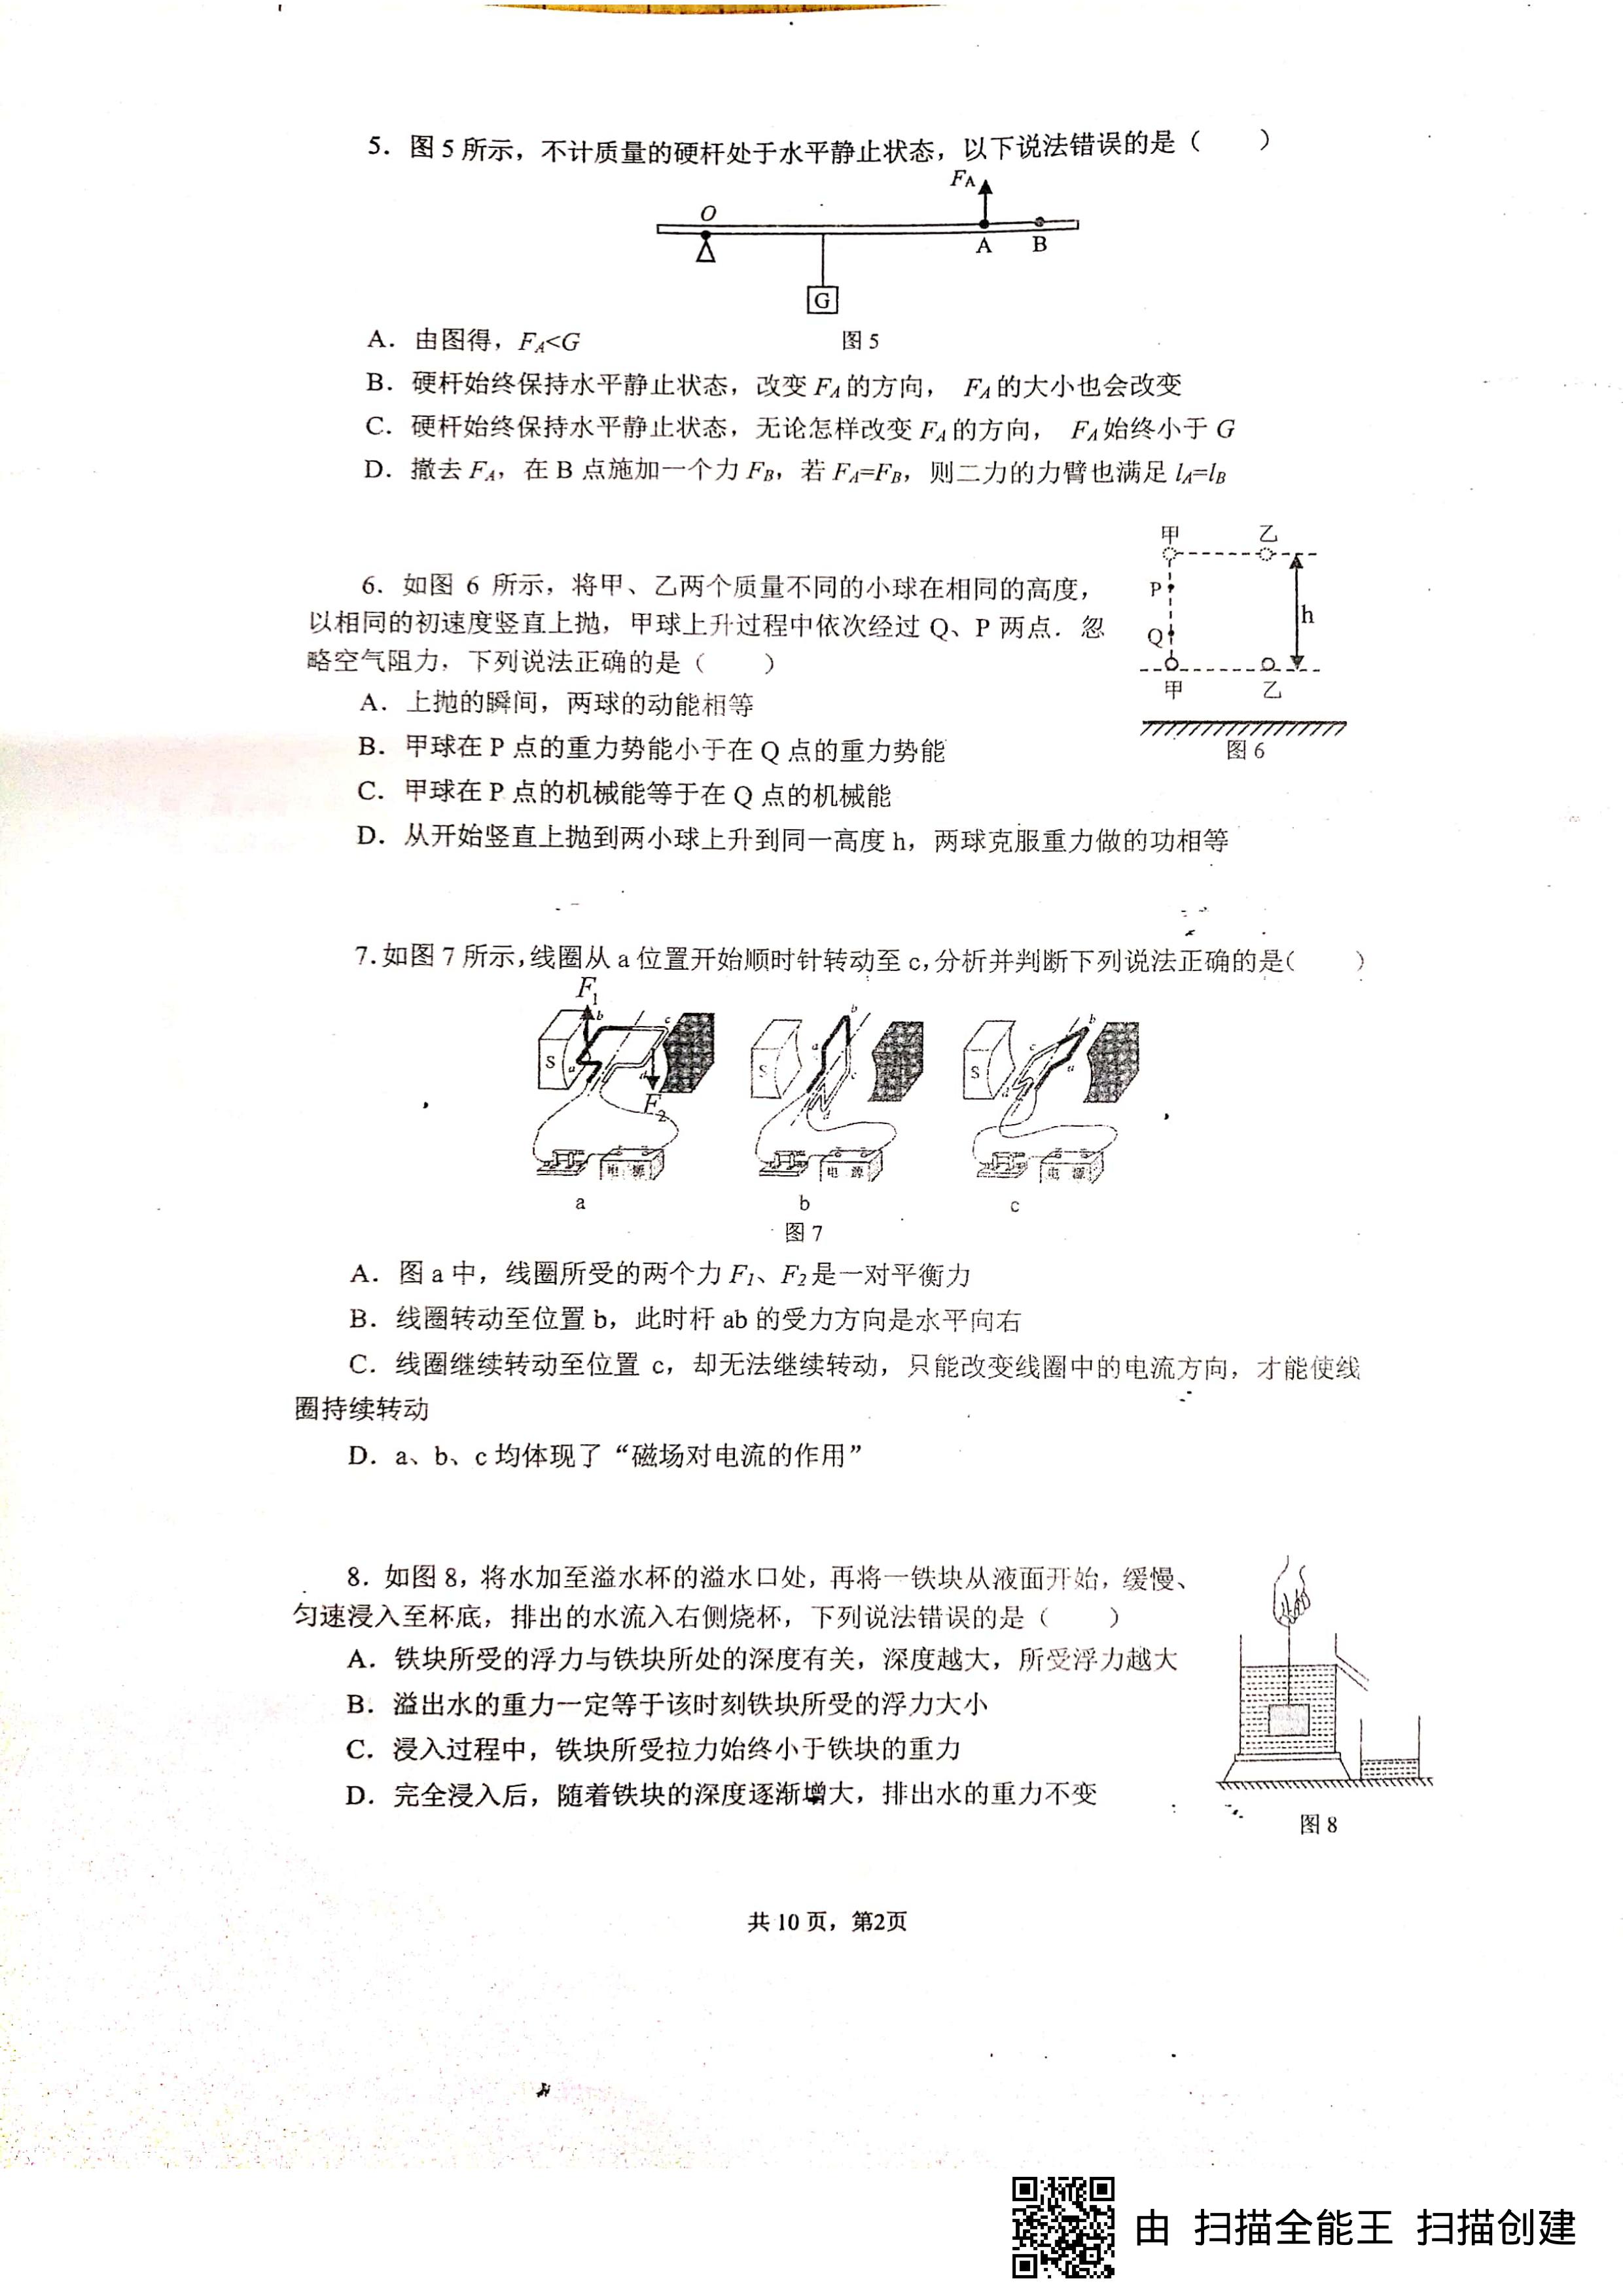 5．图 5 所示，不计质量的硬杆处于水平静止状态，以下说法错误的是（　　）
FA
O
A B
G
A．由图得，FA<G
图 5
B．硬杆始终保持水平静止状态，改变 FA 的方向， FA 的大小也会改变
C．硬杆始终保持水平静止状态，无论怎样改变 FA 的方向， FA 始终小于 G
D．撤去 FA，在 B 点施加一个力 FB，若 FA=FB，则二力的力臂也满足 lA=lB
甲 乙
6．如图 6 所示，将甲、乙两个质量不同的小球在相同的高度，
P
以相同的初速度竖直上抛，甲球上升过程中依次经过 Q、P 两点．忽
h
Q
略空气阻力，下列说法正确的是（　　）
甲 乙
A．上抛的瞬间，两球的动能相等
B．甲球在 P 点的重力势能小于在 Q 点的重力势能
图 6
C．甲球在 P 点的机械能等于在 Q 点的机械能
D．从开始竖直上抛到两小球上升到同一高度 h，两球克服重力做的功相等
7.如图 7 所示,线圈从 a 位置开始顺时针转动至 c,分析并判断下列说法正确的是(　　)
F1
b c
S a d
F2
电 源
b
S a c
d
电 源
b
S c a
d
电 源
a b c
图 7
A．图 a 中，线圈所受的两个力 F1、F2 是一对平衡力
B．线圈转动至位置 b，此时杆 ab 的受力方向是水平向右
C．线圈继续转动至位置 c，却无法继续转动，只能改变线圈中的电流方向，才能使线
圈持续转动
D．a、b、c 均体现了“磁场对电流的作用”
8．如图 8，将水加至溢水杯的溢水口处，再将一铁块从液面开始，缓慢、
匀速浸入至杯底，排出的水流入右侧烧杯，下列说法错误的是（　　）
A．铁块所受的浮力与铁块所处的深度有关，深度越大，所受浮力越大
B．溢出水的重力一定等于该时刻铁块所受的浮力大小
C．浸入过程中，铁块所受拉力始终小于铁块的重力
D．完全浸入后，随着铁块的深度逐渐增大，排出水的重力不变
图 8
共 10 页，第2页
由 扫描全能王 扫描创建